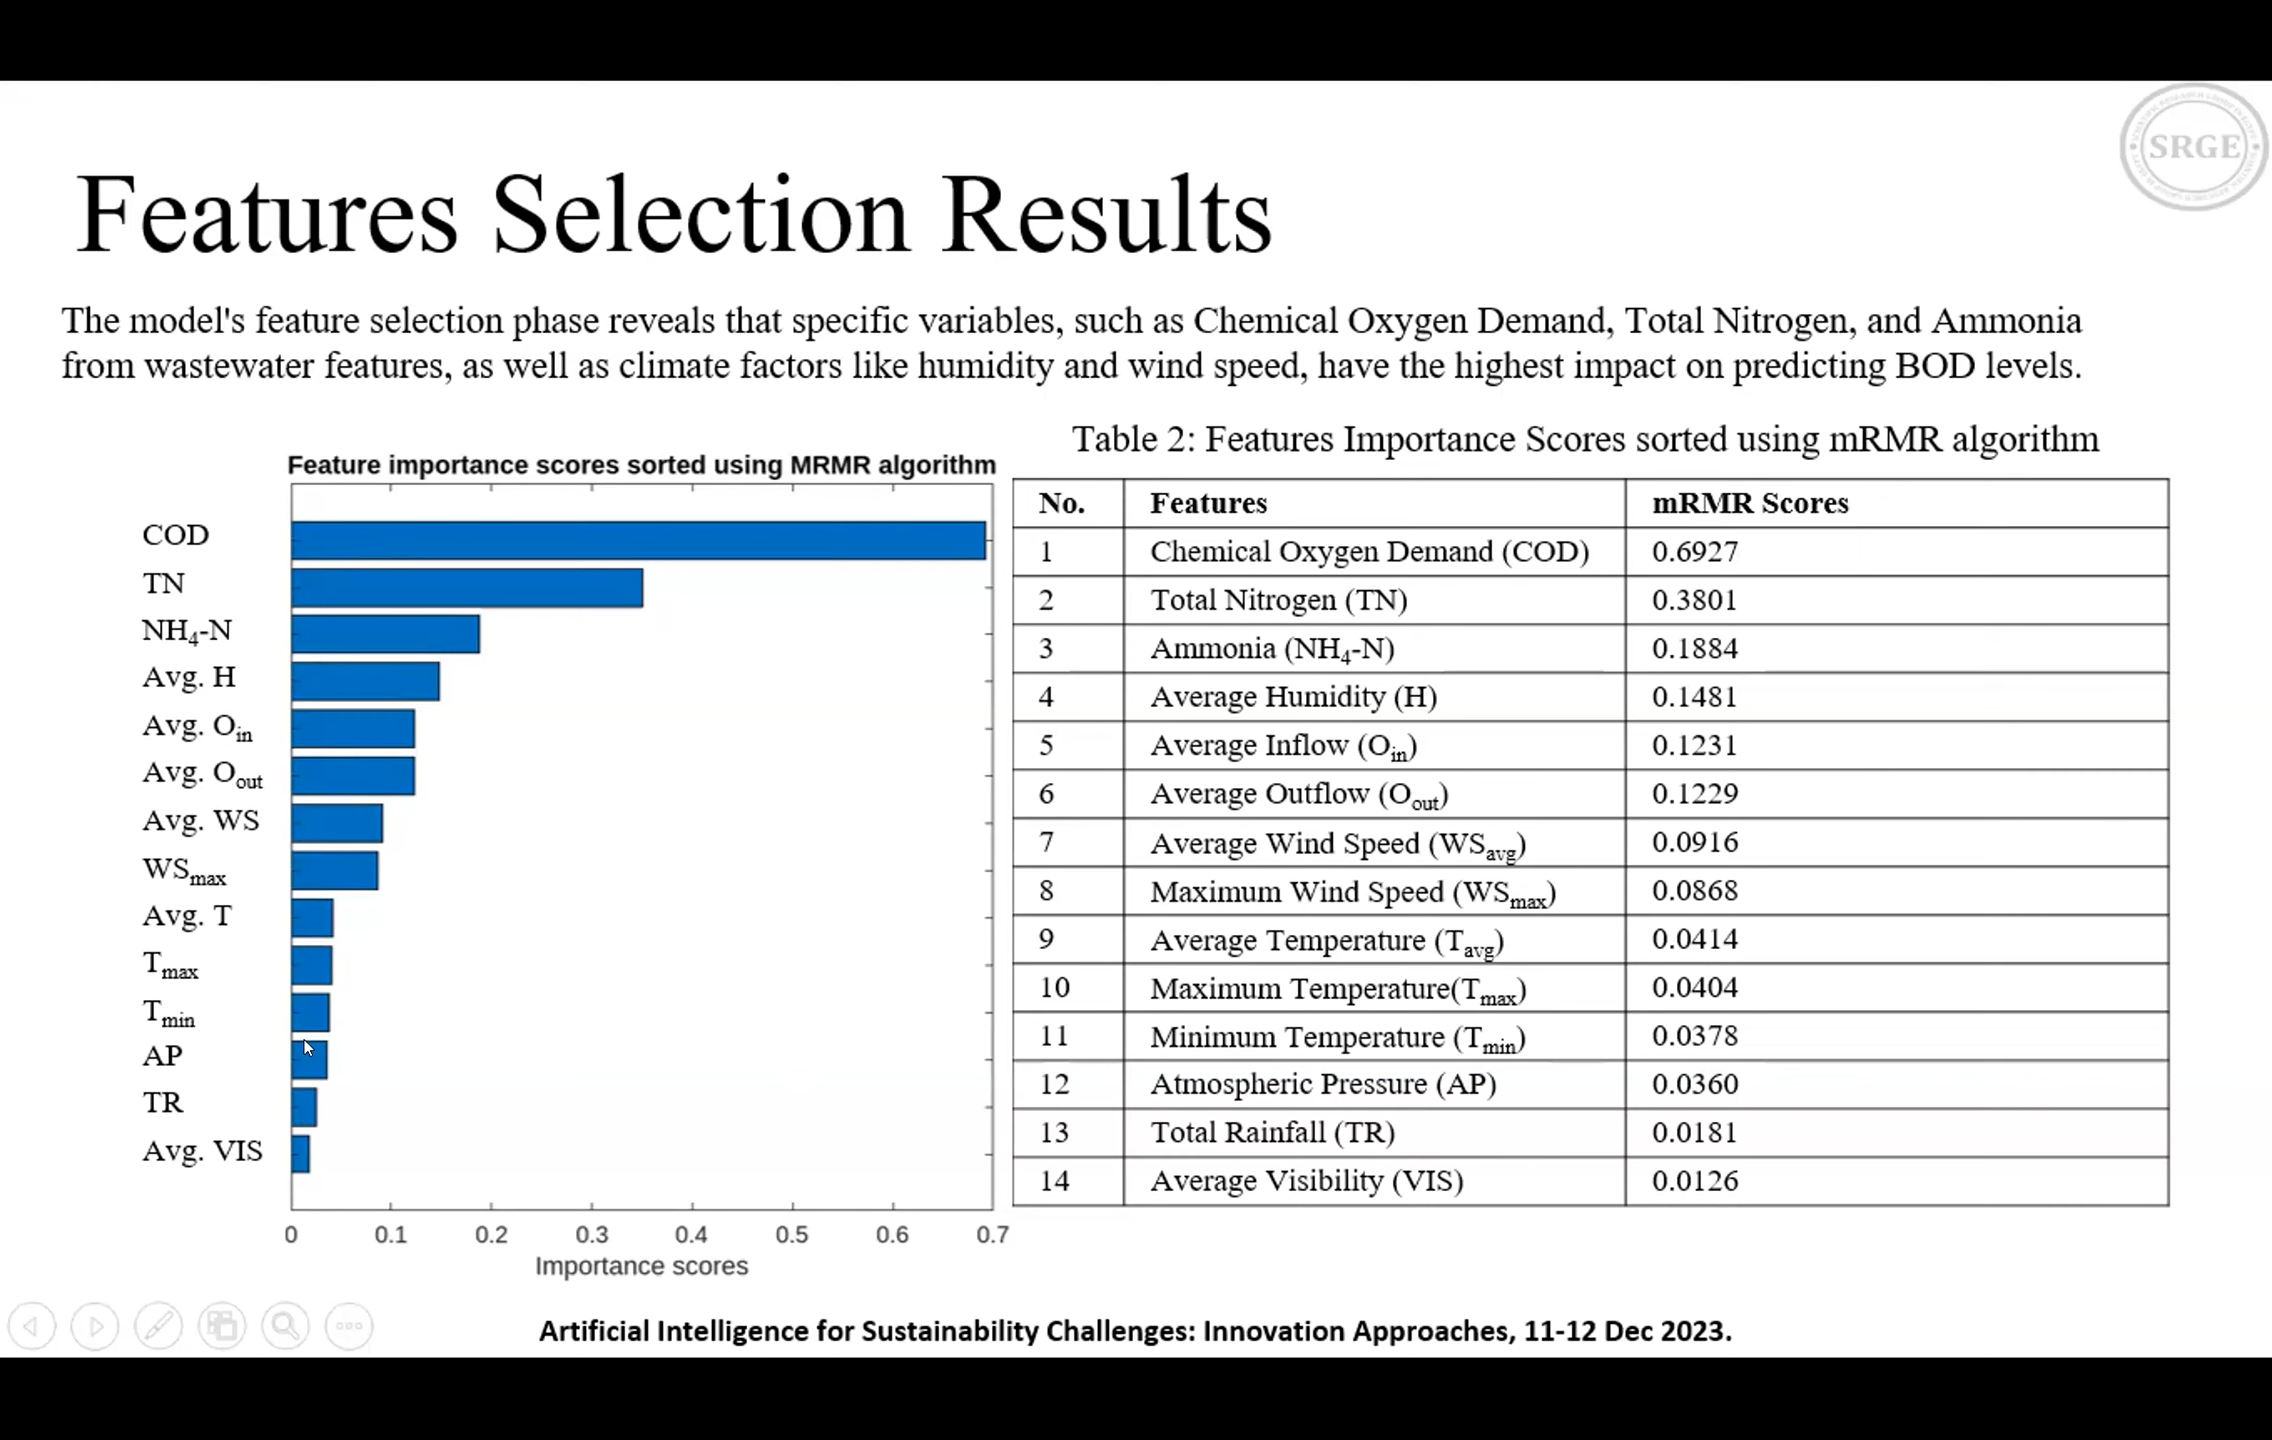 SRGE
Features Selection Results
The model's feature selection phase reveals that specific variables, such as Chemical Oxygen Demand, Total Nitrogen, and Ammonia
from wastewater features, as well as climate factors like humidity and wind speed, have the highest impact on predicting BOD levels.
Feature importance scores sorted using MRMR algorithm
COD
TN
NH4-N
Avg. H
Avg. Oin
Avg. Oout
Avg. WS
WSmax
Avg. T
Tmax
Tmin
AP
TR
Avg. VIS
0 0.1 0.2 0.3 0.4 0.5 0.6 0.7
Importance scores
Table 2: Features Importance Scores sorted using mRMR algorithm
No. Features mRMR Scores
1 Chemical Oxygen Demand (COD) 0.6927
2 Total Nitrogen (TN) 0.3801
3 Ammonia (NH4-N) 0.1884
4 Average Humidity (H) 0.1481
5 Average Inflow (Oin) 0.1231
6 Average Outflow (Oout) 0.1229
7 Average Wind Speed (WSavg) 0.0916
8 Maximum Wind Speed (WSmax) 0.0868
9 Average Temperature (Tavg) 0.0414
10 Maximum Temperature(Tmax) 0.0404
11 Minimum Temperature (Tmin) 0.0378
12 Atmospheric Pressure (AP) 0.0360
13 Total Rainfall (TR) 0.0181
14 Average Visibility (VIS) 0.0126
Artificial Intelligence for Sustainability Challenges: Innovation Approaches, 11-12 Dec 2023.